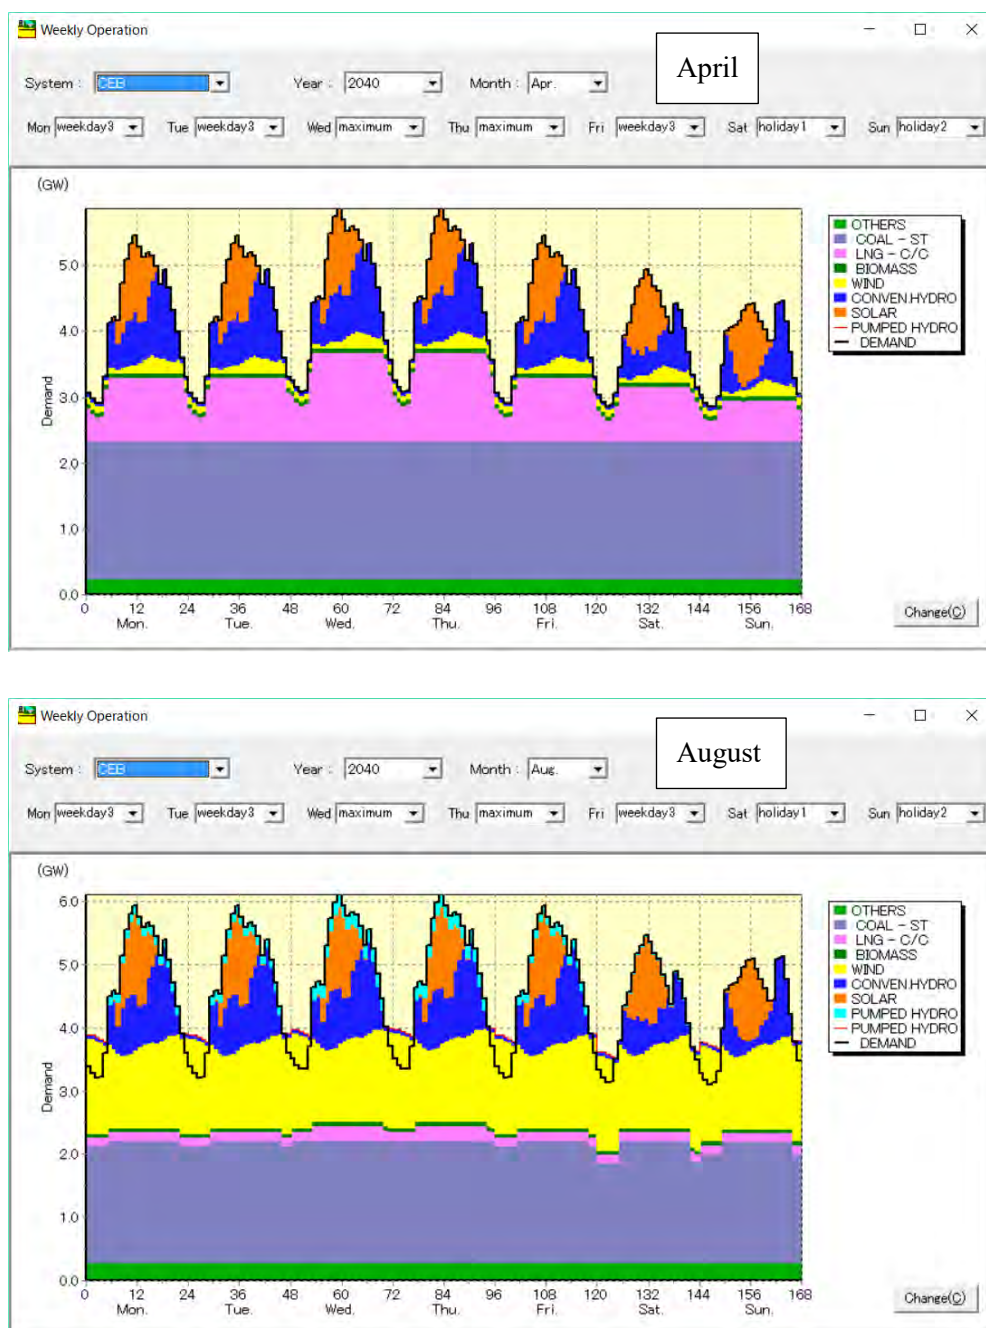 Weekly Operation
April
System : CEB Year : 2040 Month : Apr.
Mon weekday3 Tue weekday3 Wed maximum Thu maximum Fri weekday3 Sat holiday1 Sun holiday2
(GW)
5.0
4.0
3.0
2.0
1.0
0.0
Demand
0 12 24 36 48 60 72 84 96 108 120 132 144 156 168
Mon. Tue. Wed. Thu. Fri. Sat. Sun.
OTHERS
COAL - ST
LNG - C/C
BIOMASS
WIND
CONVEN.HYDRO
SOLAR
PUMPED HYDRO
DEMAND
Change(C)
Weekly Operation
August
System : CEB Year : 2040 Month : Aug.
Mon weekday3 Tue weekday3 Wed maximum Thu maximum Fri weekday3 Sat holiday1 Sun holiday2
(GW)
6.0
5.0
4.0
3.0
2.0
1.0
0.0
Demand
0 12 24 36 48 60 72 84 96 108 120 132 144 156 168
Mon. Tue. Wed. Thu. Fri. Sat. Sun.
OTHERS
COAL - ST
LNG - C/C
BIOMASS
WIND
CONVEN.HYDRO
SOLAR
PUMPED HYDRO
PUMPED HYDRO
DEMAND
Change(C)